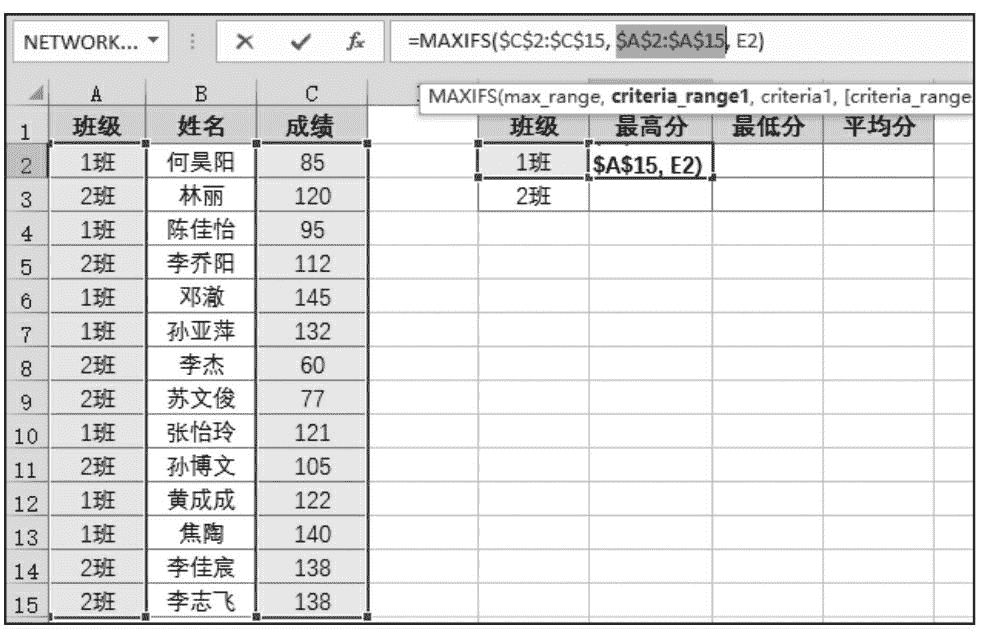 NETWORK... =MAXIFS($C$2:$C$15, $A$2:$A$15, E2)
MAXIFS(max_range, criteria_range1, criteria1, [criteria_range
A B C
1 班级 姓名 成绩 班级 最高分 最低分 平均分
2 1班 何昊阳 85 1班 $A$15, E2)
3 2班 林丽 120 2班
4 1班 陈佳怡 95
5 2班 李乔阳 112
6 1班 邓澈 145
7 1班 孙亚萍 132
8 2班 李杰 60
9 2班 苏文俊 77
10 1班 张怡玲 121
11 2班 孙博文 105
12 1班 黄成成 122
13 1班 焦陶 140
14 2班 李佳宸 138
15 2班 李志飞 138